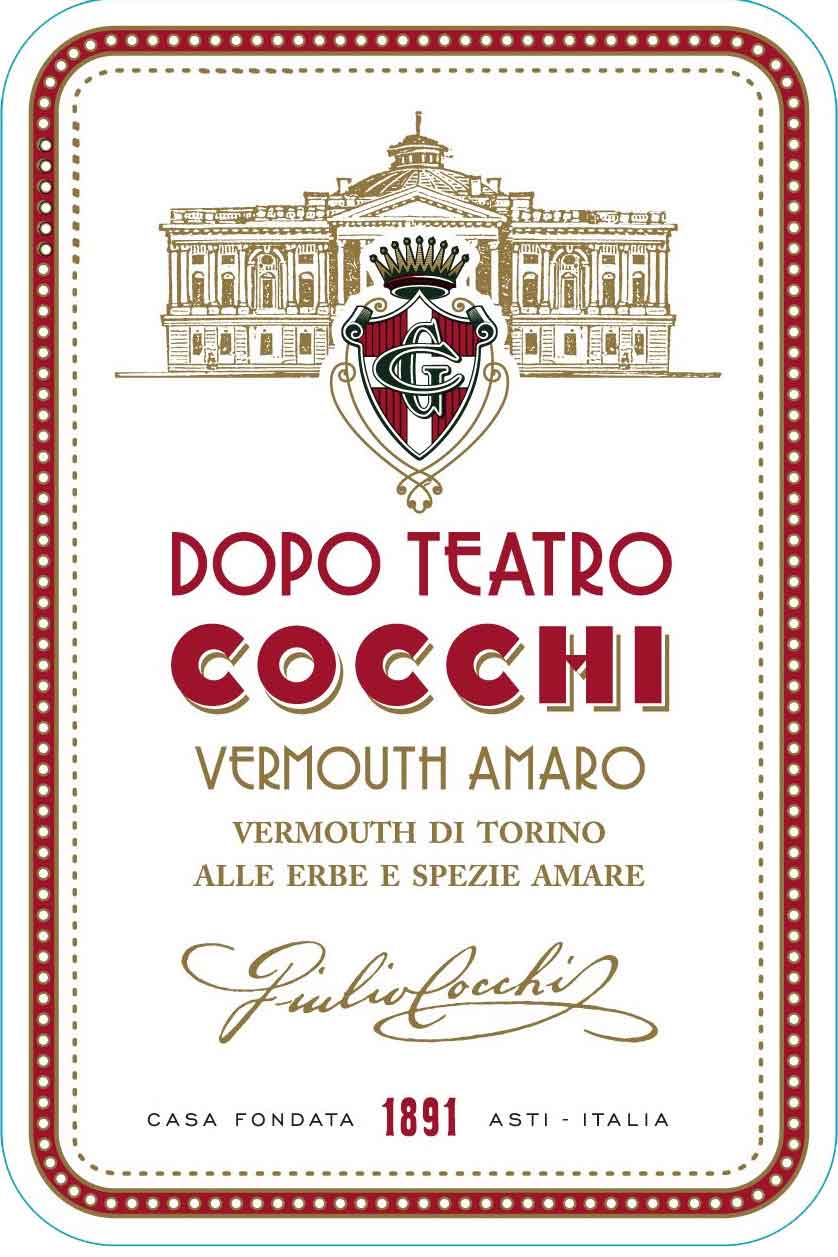 CG
DOPO TEATRO
COCCHI
VERMOUTH AMARO
VERMOUTH DI TORINO
ALLE ERBE E SPEZIE AMARE
Giulio Cocchi
CASA FONDATA 1891 ASTI - ITALIA